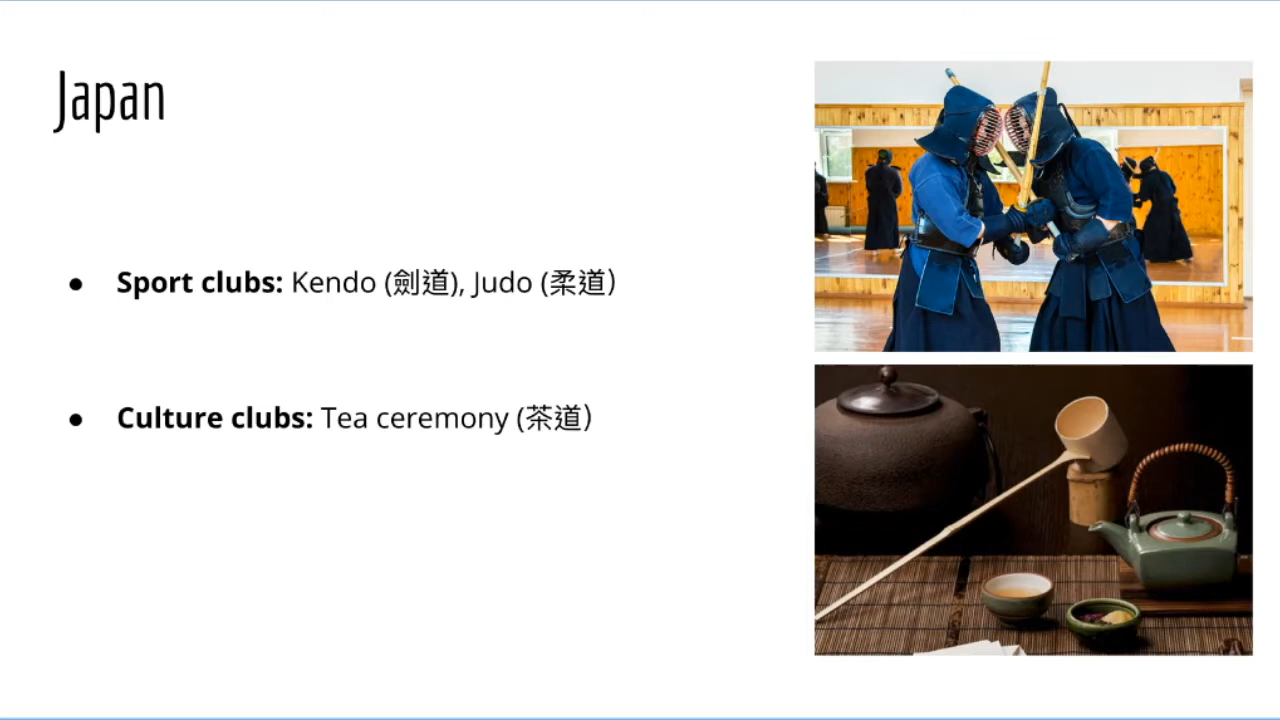 Japan
● Sport clubs: Kendo (劍道), Judo (柔道)
● Culture clubs: Tea ceremony (茶道)